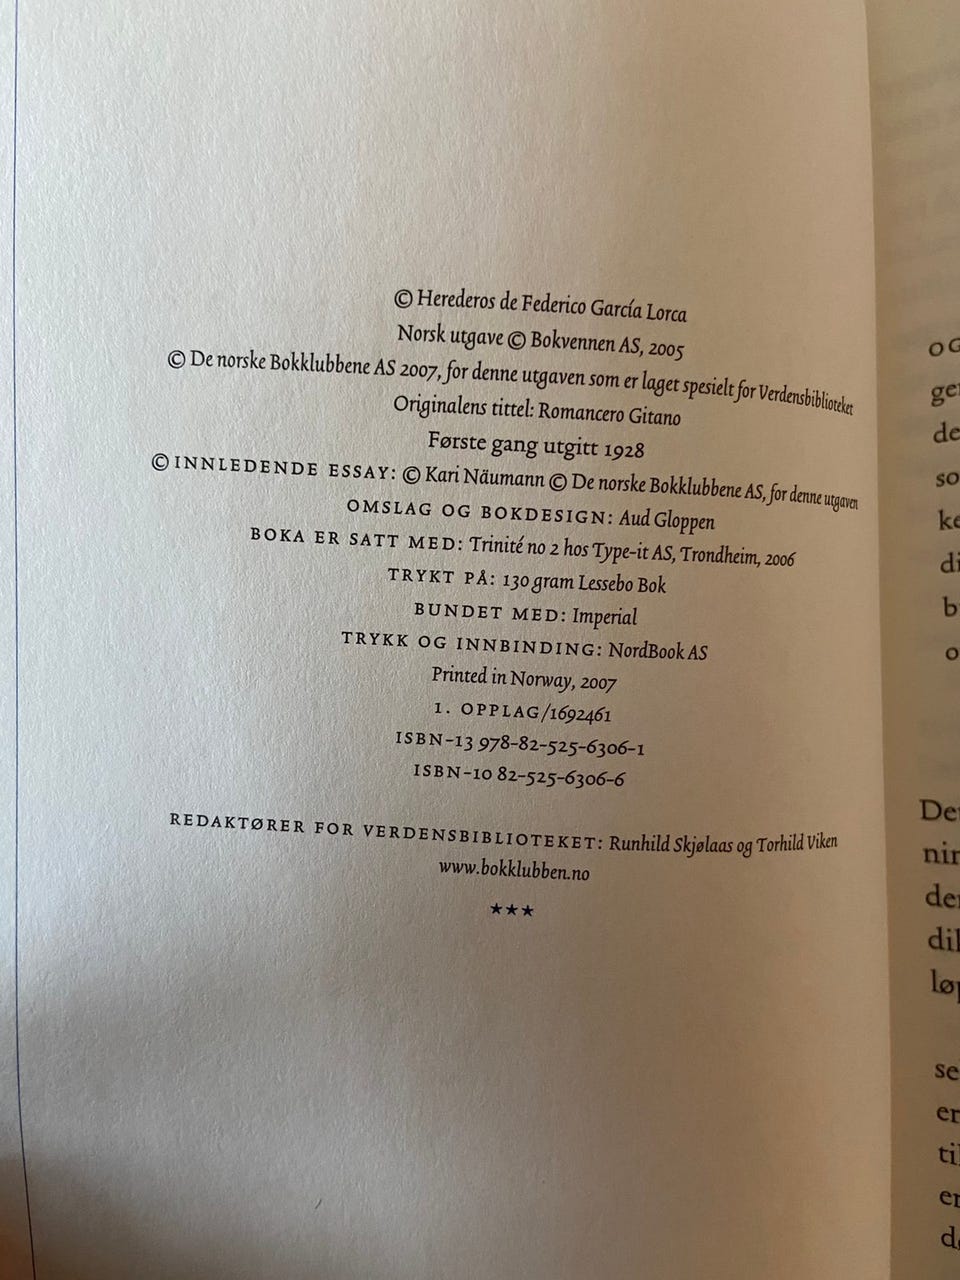 © Herederos de Federico García Lorca
Norsk utgave © Bokvennen AS, 2005
© De norske Bokklubbene AS 2007, for denne utgaven som er laget spesielt for Verdensbiblioteket
Originalens tittel: Romancero Gitano
Første gang utgitt 1928
© INNLEDENDE ESSAY: © Kari Näumann © De norske Bokklubbene AS, for denne utgaven
OMSLAG OG BOKDESIGN: Aud Gloppen
BOKA ER SATT MED: Trinité no 2 hos Type-it AS, Trondheim, 2006
TRYKT PÅ: 130 gram Lessebo Bok
BUNDET MED: Imperial
TRYKK OG INNBINDING: NordBook AS
Printed in Norway, 2007
1. OPPLAG/1692461
ISBN-13 978-82-525-6306-1
ISBN-10 82-525-6306-6
REDAKTØRER FOR VERDENSBIBLIOTEKET: Runhild Skjølaas og Torhild Viken
www.bokklubben.no
★★★